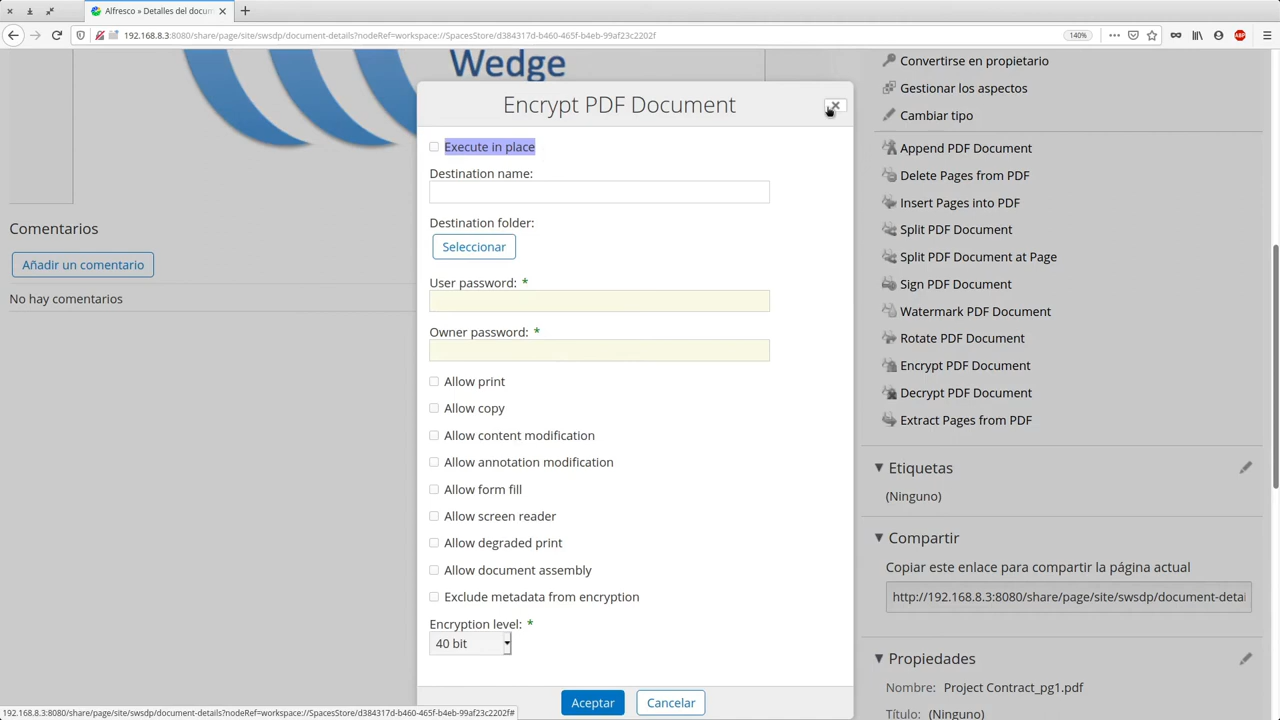 Alfresco » Detalles del docum
192.168.8.3:8080/share/page/site/swsdp/document-details?nodeRef=workspace://SpacesStore/d384317d-b460-465f-b4eb-99af23c2202f
140%
ABP
Wedge
Comentarios
Añadir un comentario
No hay comentarios
Encrypt PDF Document
Execute in place
Destination name:
Destination folder:
Seleccionar
User password: *
Owner password: *
Allow print
Allow copy
Allow content modification
Allow annotation modification
Allow form fill
Allow screen reader
Allow degraded print
Allow document assembly
Exclude metadata from encryption
Encryption level: *
40 bit
Aceptar
Cancelar
Convertirse en propietario
Gestionar los aspectos
Cambiar tipo
Append PDF Document
Delete Pages from PDF
Insert Pages into PDF
Split PDF Document
Split PDF Document at Page
Sign PDF Document
Watermark PDF Document
Rotate PDF Document
Encrypt PDF Document
Decrypt PDF Document
Extract Pages from PDF
Etiquetas
(Ninguno)
Compartir
Copiar este enlace para compartir la página actual
http://192.168.8.3:8080/share/page/site/swsdp/document-detai
Propiedades
Nombre: Project Contract_pg1.pdf
Título: (Ninguno)
192.168.8.3:8080/share/page/site/swsdp/document-details?nodeRef=workspace://SpacesStore/d384317d-b460-465f-b4eb-99af23c2202f#